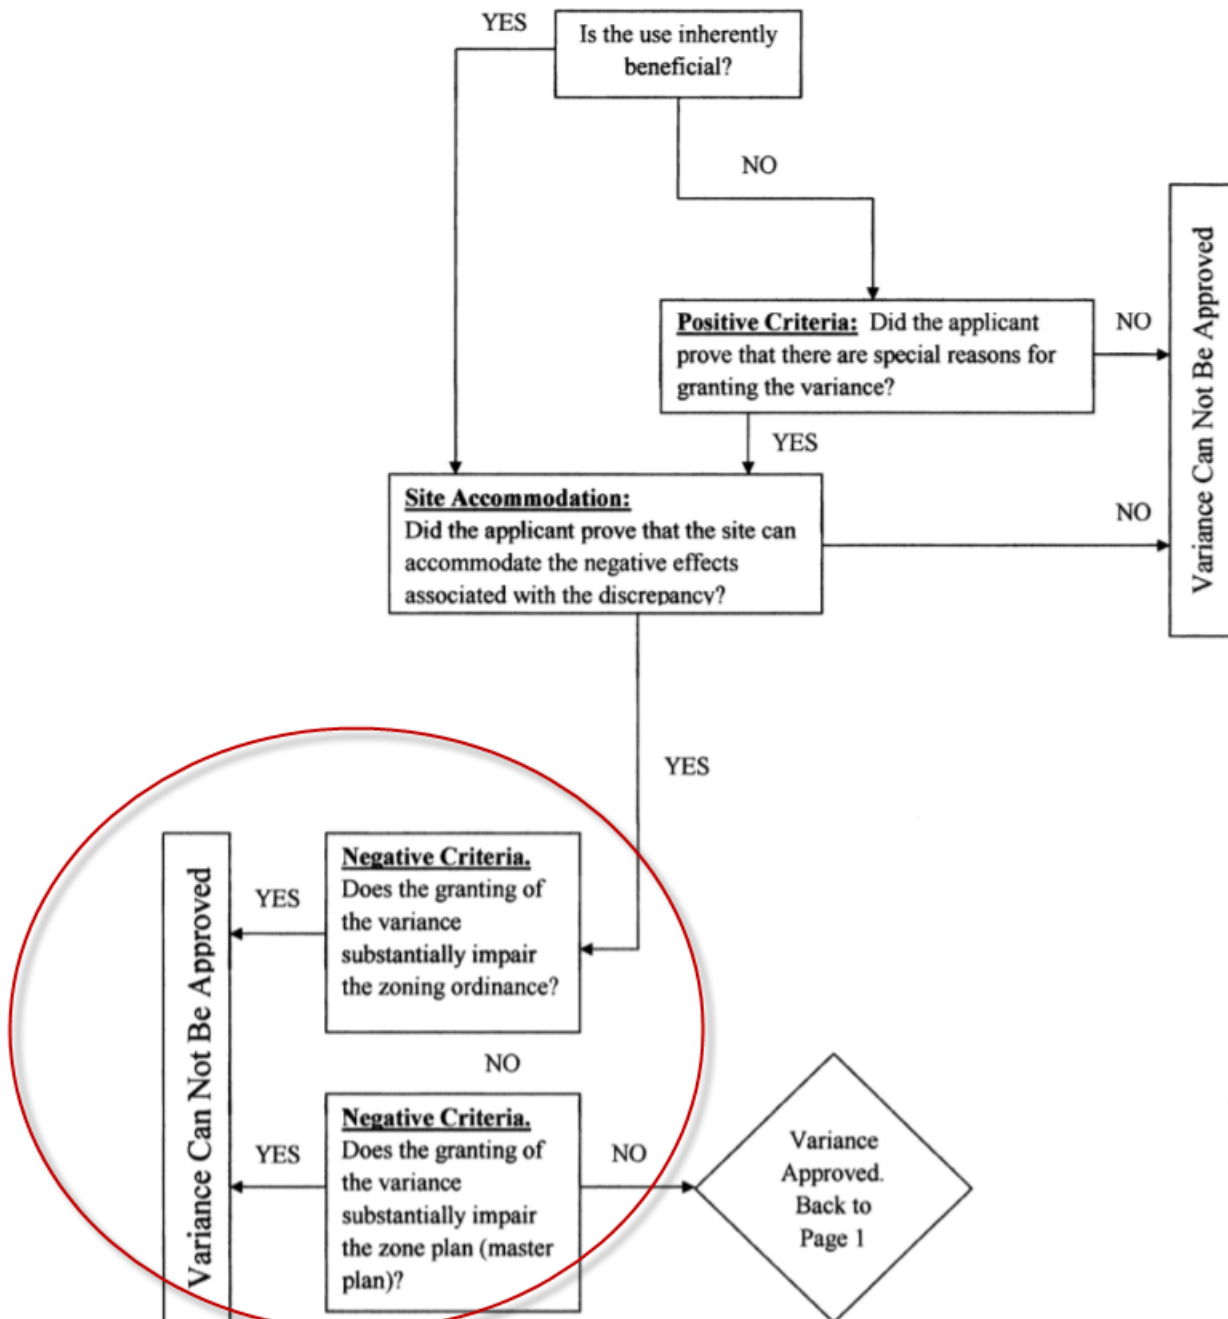 YES
Is the use inherently
beneficial?
NO
Positive Criteria: Did the applicant
prove that there are special reasons for
granting the variance?
NO
Variance Can Not Be Approved
YES
Site Accommodation:
Did the applicant prove that the site can
accommodate the negative effects
associated with the discrepancy?
NO
YES
Variance Can Not Be Approved
YES
Negative Criteria.
Does the granting of
the variance
substantially impair
the zoning ordinance?
NO
YES
Negative Criteria.
Does the granting of
the variance
substantially impair
the zone plan (master
plan)?
NO
Variance
Approved.
Back to
Page 1